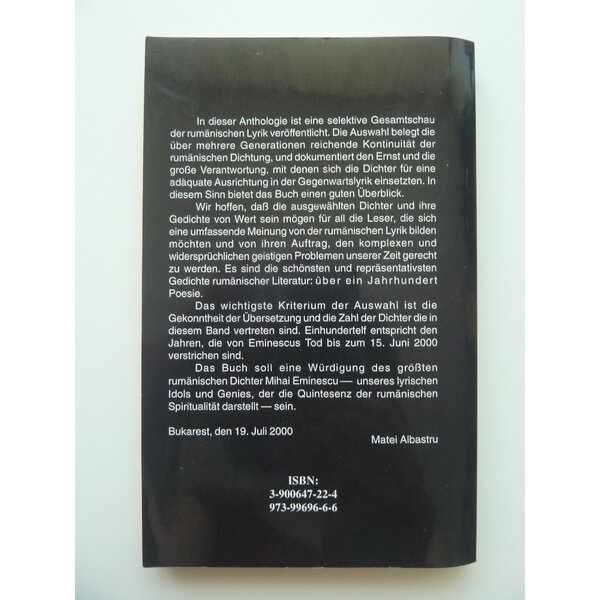 In dieser Anthologie ist eine selektive Gesamtschau
der rumänischen Lyrik veröffentlicht. Die Auswahl belegt die
über mehrere Generationen reichende Kontinuität der
rumänischen Dichtung, und dokumentiert den Ernst und die
große Verantwortung, mit denen sich die Dichter für eine
adäquate Ausrichtung in der Gegenwartslyrik einsetzten. In
diesem Sinn bietet das Buch einen guten Überblick.
Wir hoffen, daß die ausgewählten Dichter und ihre
Gedichte von Wert sein mögen für all die Leser, die sich
eine umfassende Meinung von der rumänischen Lyrik bilden
möchten und von ihren Auftrag, den komplexen und
widersprüchlichen geistigen Problemen unserer Zeit gerecht
zu werden. Es sind die schönsten und repräsentativsten
Gedichte rumänischer Literatur: über ein Jahrhundert
Poesie.
Das wichtigste Kriterium der Auswahl ist die
Gekonntheit der Übersetzung und die Zahl der Dichter die in
diesem Band vertreten sind. Einhundertelf entspricht den
Jahren, die von Eminescus Tod bis zum 15. Juni 2000
verstrichen sind.
Das Buch soll eine Würdigung des größten
rumänischen Dichter Mihai Eminescu — unseres lyrischen
Idols und Genies, der die Quintesenz der rumänischen
Spiritualität darstellt — sein.
Bukarest, den 19. Juli 2000
Matei Albastru
ISBN:
3-900647-22-4
973-99696-6-6